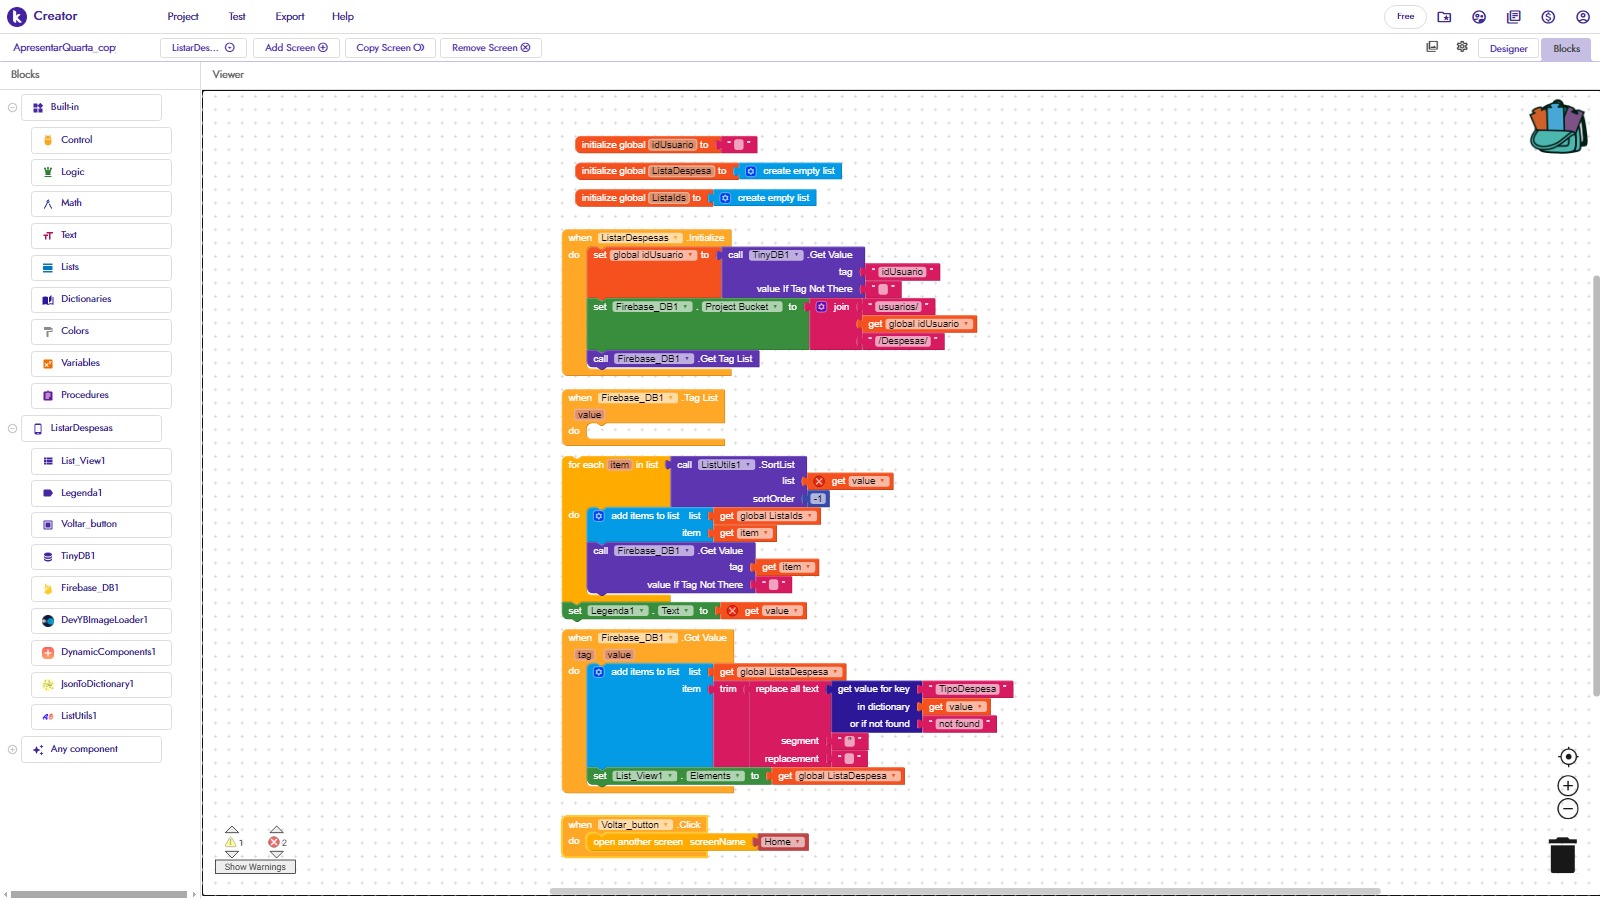 Creator
Project Test Export Help
Free
ApresentarQuarta_cop
ListarDes... Add Screen Copy Screen Remove Screen
Designer Blocks
Blocks
Viewer
Built-in
Control
Logic
Math
Text
Lists
Dictionaries
Colors
Variables
Procedures
ListarDespesas
List_View1
Legenda1
Voltar_button
TinyDB1
Firebase_DB1
DevYBImageLoader1
DynamicComponents1
JsonToDictionary1
ListUtils1
Any component
initialize global idUsuario to " "
initialize global ListaDespesa to create empty list
initialize global ListaIds to create empty list
when ListarDespesas .Initialize
do set global idUsuario to call TinyDB1 .Get Value
tag " idUsuario "
value If Tag Not There " "
set Firebase_DB1 . Project Bucket to join " usuarios/ "
get global idUsuario
" /Despesas/ "
call Firebase_DB1 .Get Tag List
when Firebase_DB1 .Tag List
value
do
for each item in list call ListUtils1 .SortList
list get value
sortOrder -1
do add items to list list get global ListaIds
item get item
call Firebase_DB1 .Get Value
tag get item
value If Tag Not There " "
set Legenda1 . Text to get value
when Firebase_DB1 .Got Value
tag value
do add items to list list get global ListaDespesa
item trim replace all text get value for key " TipoDespesa "
in dictionary get value
or if not found " not found "
segment " " "
replacement " "
set List_View1 . Elements to get global ListaDespesa
when Voltar_button .Click
do open another screen screenName Home
1 2
Show Warnings